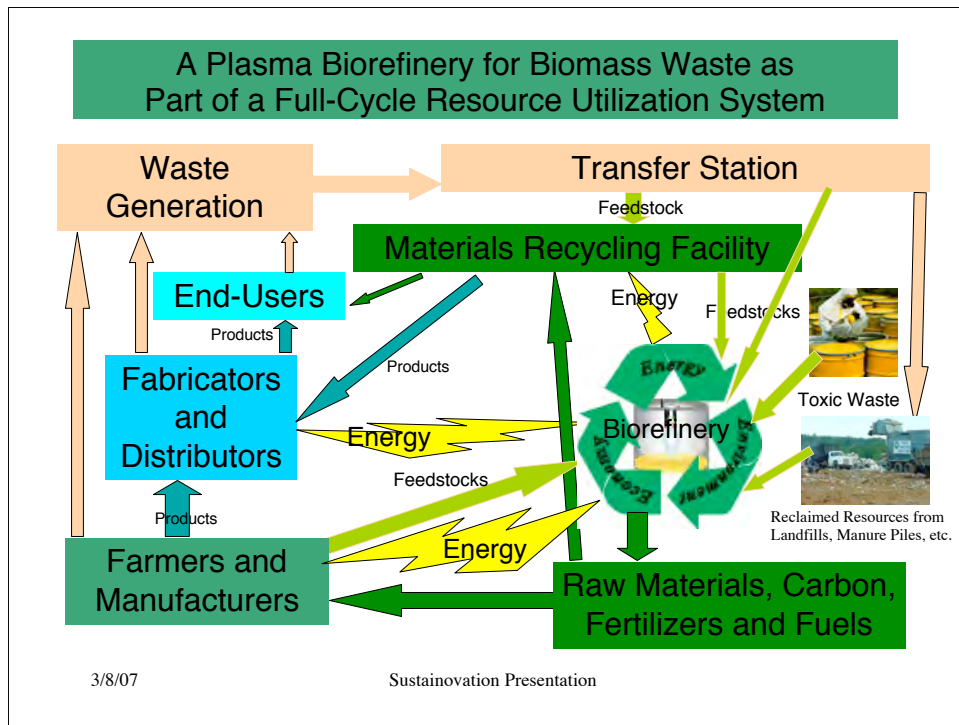 A Plasma Biorefinery for Biomass Waste as
Part of a Full-Cycle Resource Utilization System
Waste
Generation
Transfer Station
Feedstock
Materials Recycling Facility
End-Users
Energy
Feedstocks
Products
Products
Fabricators
and
Distributors
Energy
Toxic Waste
Energy
Biorefinery
Environment
Economy
Energy
Feedstocks
Products
Reclaimed Resources from
Landfills, Manure Piles, etc.
Farmers and
Manufacturers
Raw Materials, Carbon,
Fertilizers and Fuels
3/8/07
Sustainovation Presentation